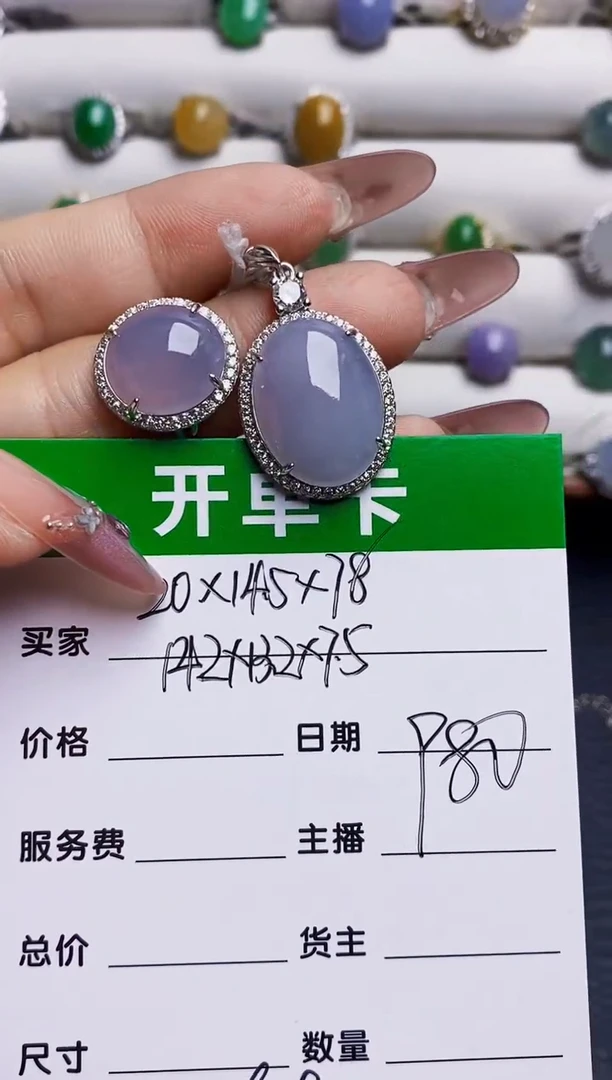 开单卡
20×14.5×7.8
买家
14.2×13.2×7.5
价格 日期
P80
服务费 主播
总价 货主
尺寸 数量